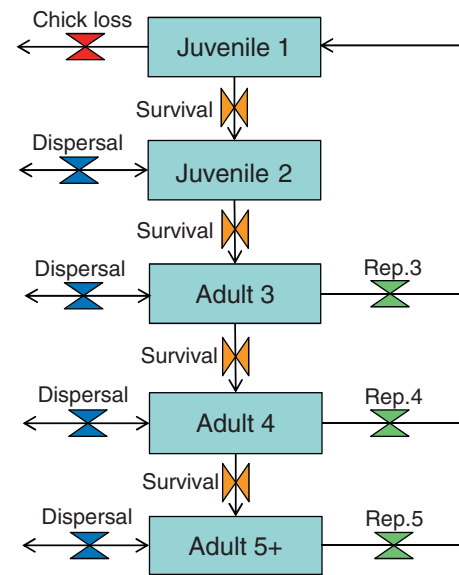 Chick loss
Juvenile 1
Survival
Dispersal
Juvenile 2
Survival
Dispersal
Adult 3
Rep.3
Survival
Dispersal
Adult 4
Rep.4
Survival
Dispersal
Adult 5+
Rep.5